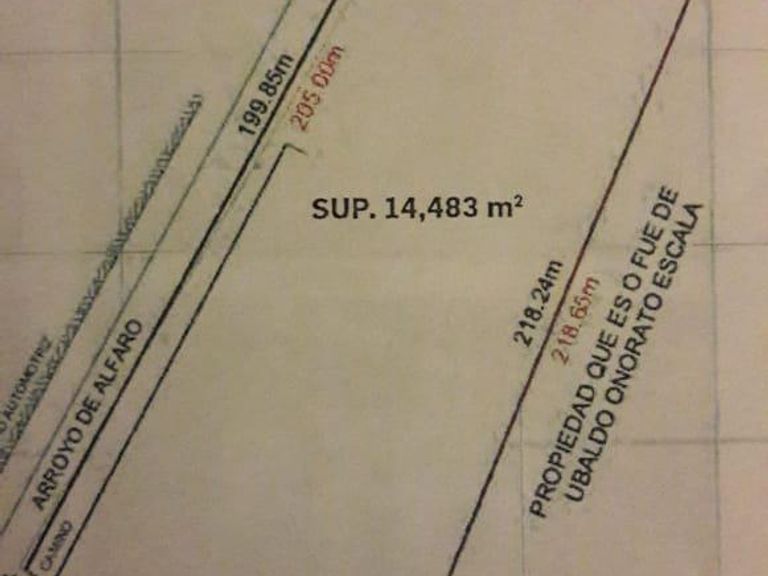 199.85m
205.00m
SUP. 14,483 m²
218.24m
218.65m
PROPIEDAD QUE ES O FUE DE
UBALDO ONORATO ESCALA
AUTOMOTRIZ
ARROYO DE ALFARO
CAMINO